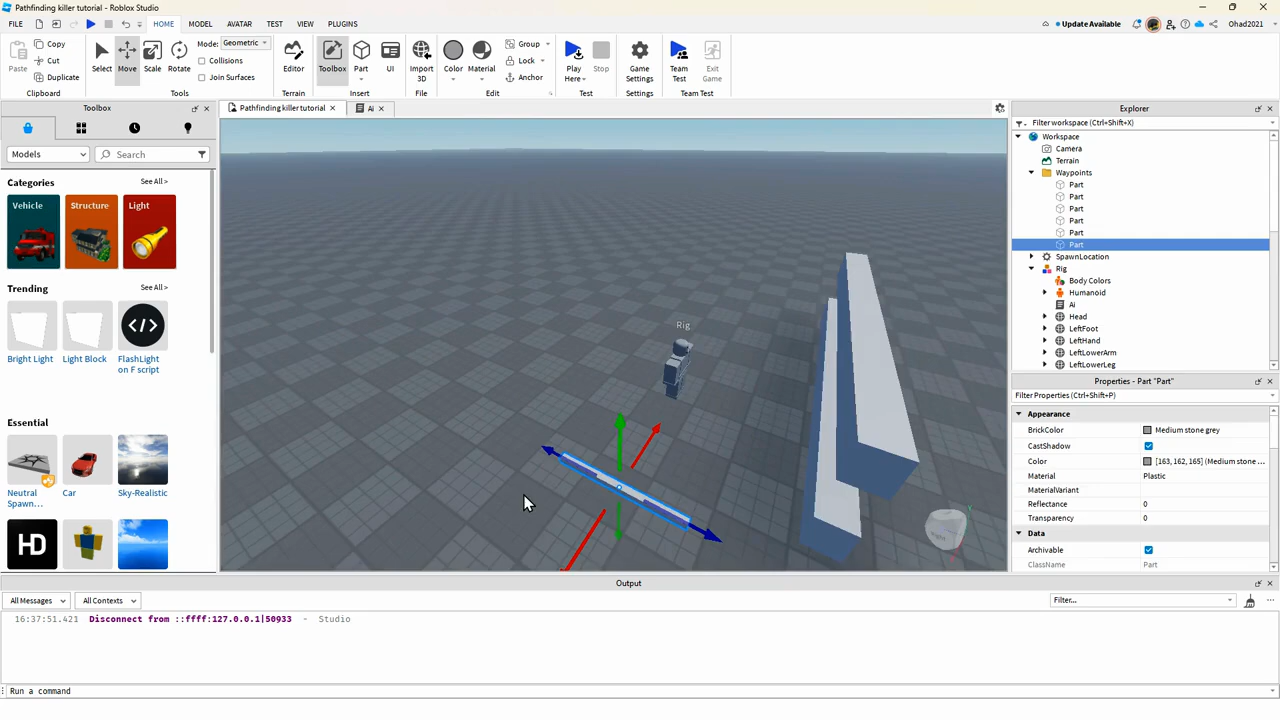 Pathfinding killer tutorial - Roblox Studio
FILE HOME MODEL AVATAR TEST VIEW PLUGINS Update Available Ohad2021
Paste Copy Cut Duplicate Clipboard
Select Move Scale Rotate Mode: Geometric Collisions Join Surfaces Tools
Editor Terrain
Toolbox Part UI Insert
Import 3D File
Color Material Group Lock Anchor Edit
Play Here Stop Test
Game Settings Settings
Team Test Exit Game Team Test
Toolbox
Models Search
Categories See All >
Vehicle Structure Light
Trending See All >
Bright Light Light Block FlashLight on F script
Essential See All >
Neutral Spawn... Car Sky-Realistic
HD
Pathfinding killer tutorial Ai
Rig
Explorer
Filter workspace (Ctrl+Shift+X)
Workspace
Camera
Terrain
Waypoints
Part
Part
Part
Part
Part
Part
SpawnLocation
Rig
Body Colors
Humanoid
Ai
Head
LeftFoot
LeftHand
LeftLowerArm
LeftLowerLeg
Properties - Part "Part"
Filter Properties (Ctrl+Shift+P)
Appearance
BrickColor Medium stone grey
CastShadow
Color [163, 162, 165] (Medium stone ...
Material Plastic
MaterialVariant
Reflectance 0
Transparency 0
Data
Archivable
ClassName Part
Output
All Messages All Contexts Filter...
16:37:51.421 Disconnect from ::ffff:127.0.0.1|50933 - Studio
Run a command